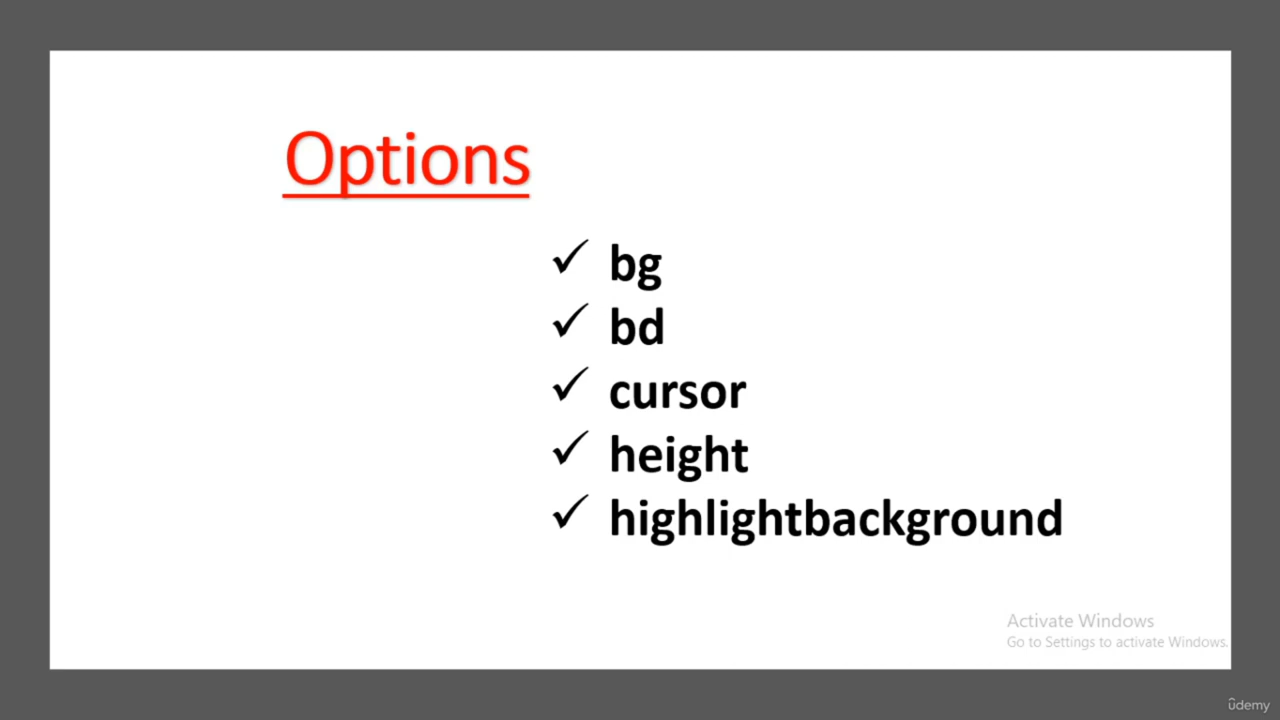 Options
✓ bg
✓ bd
✓ cursor
✓ height
✓ highlightbackground
Activate Windows
Go to Settings to activate Windows.
ûdemy